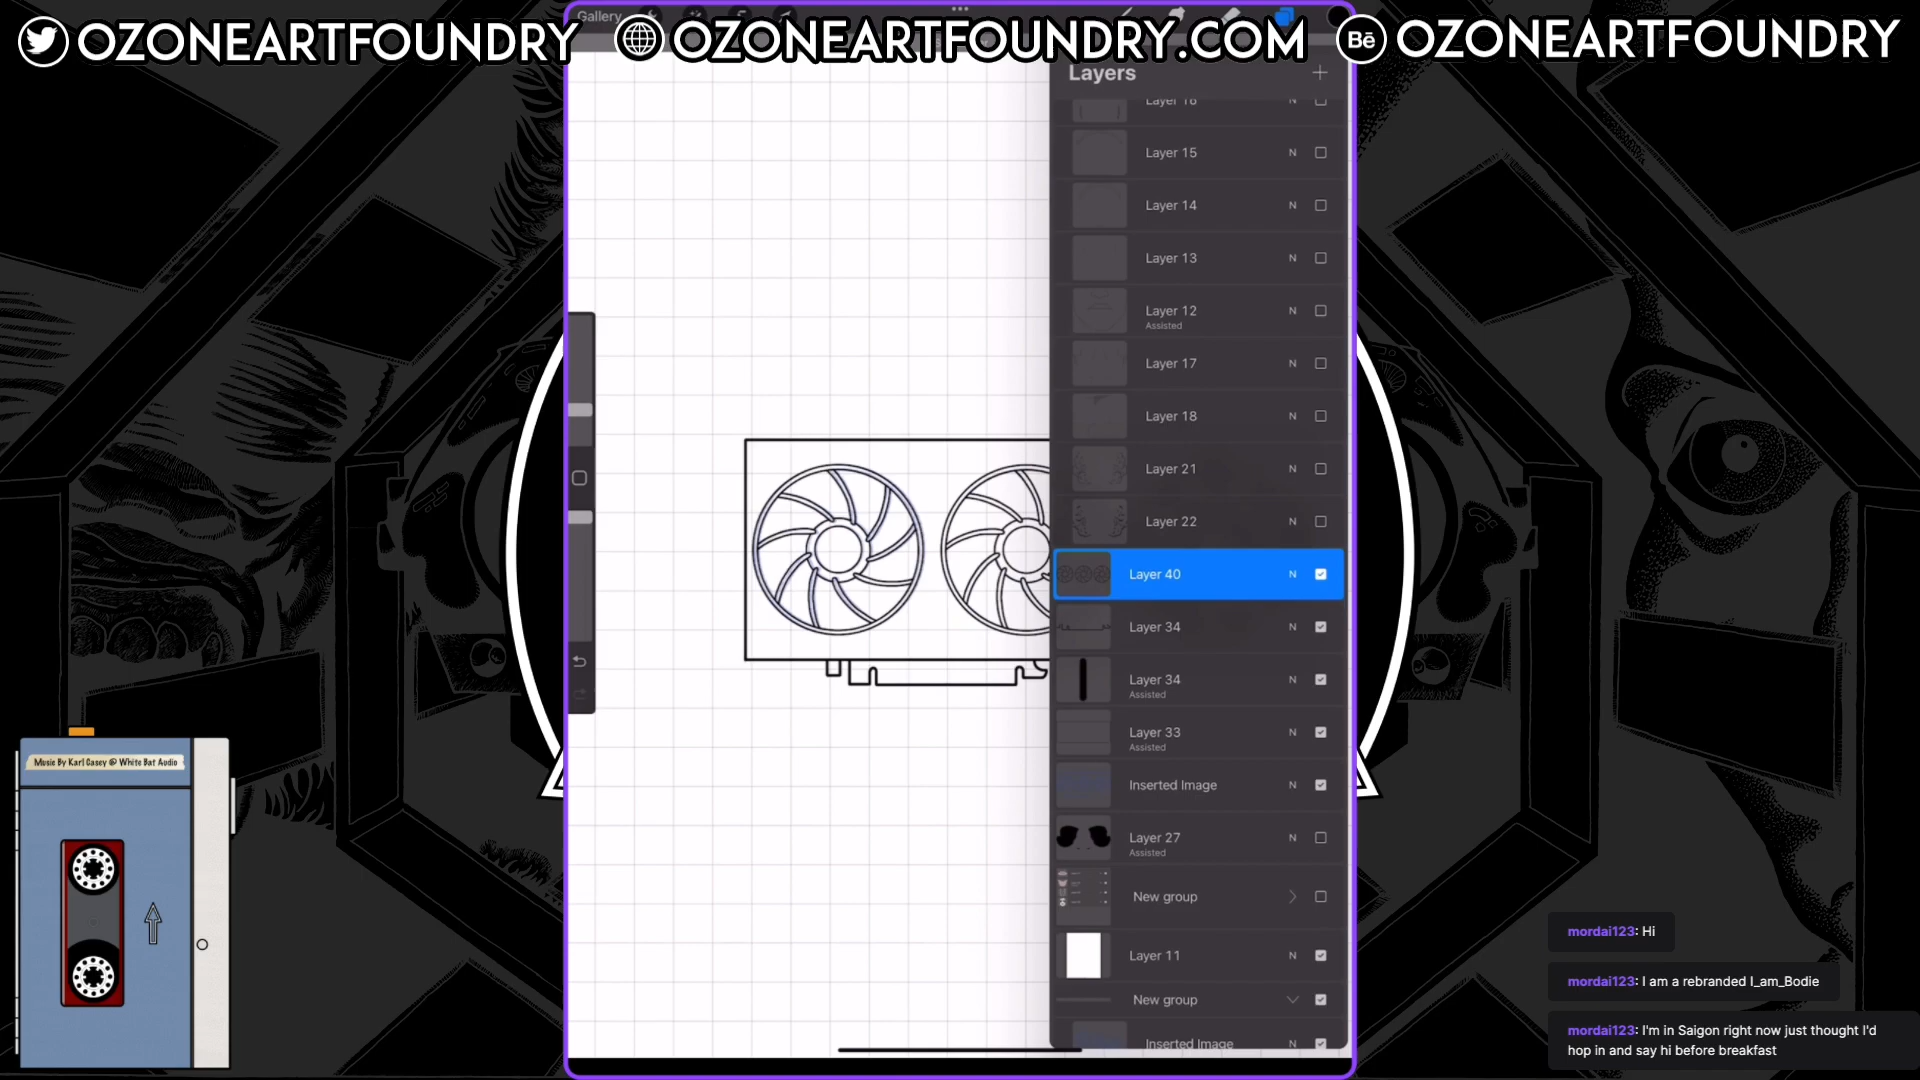 Gallery
OZONEARTFOUNDRY
OZONEARTFOUNDRY.COM
Bē
OZONEARTFOUNDRY
Layers
Layer 16 N
Layer 15 N
Layer 14 N
Layer 13 N
Layer 12 N
Assisted
Layer 17 N
Layer 18 N
Layer 21 N
Layer 22 N
Layer 40 N
Layer 34 N
Layer 34 N
Assisted
Layer 33 N
Assisted
Inserted Image N
Layer 27 N
Assisted
New group
Layer 11 N
New group
Inserted Image N
Music By Karl Casey @ White Bat Audio
mordai123: Hi
mordai123: I am a rebranded I_am_Bodie
mordai123: I'm in Saigon right now just thought I'd
hop in and say hi before breakfast